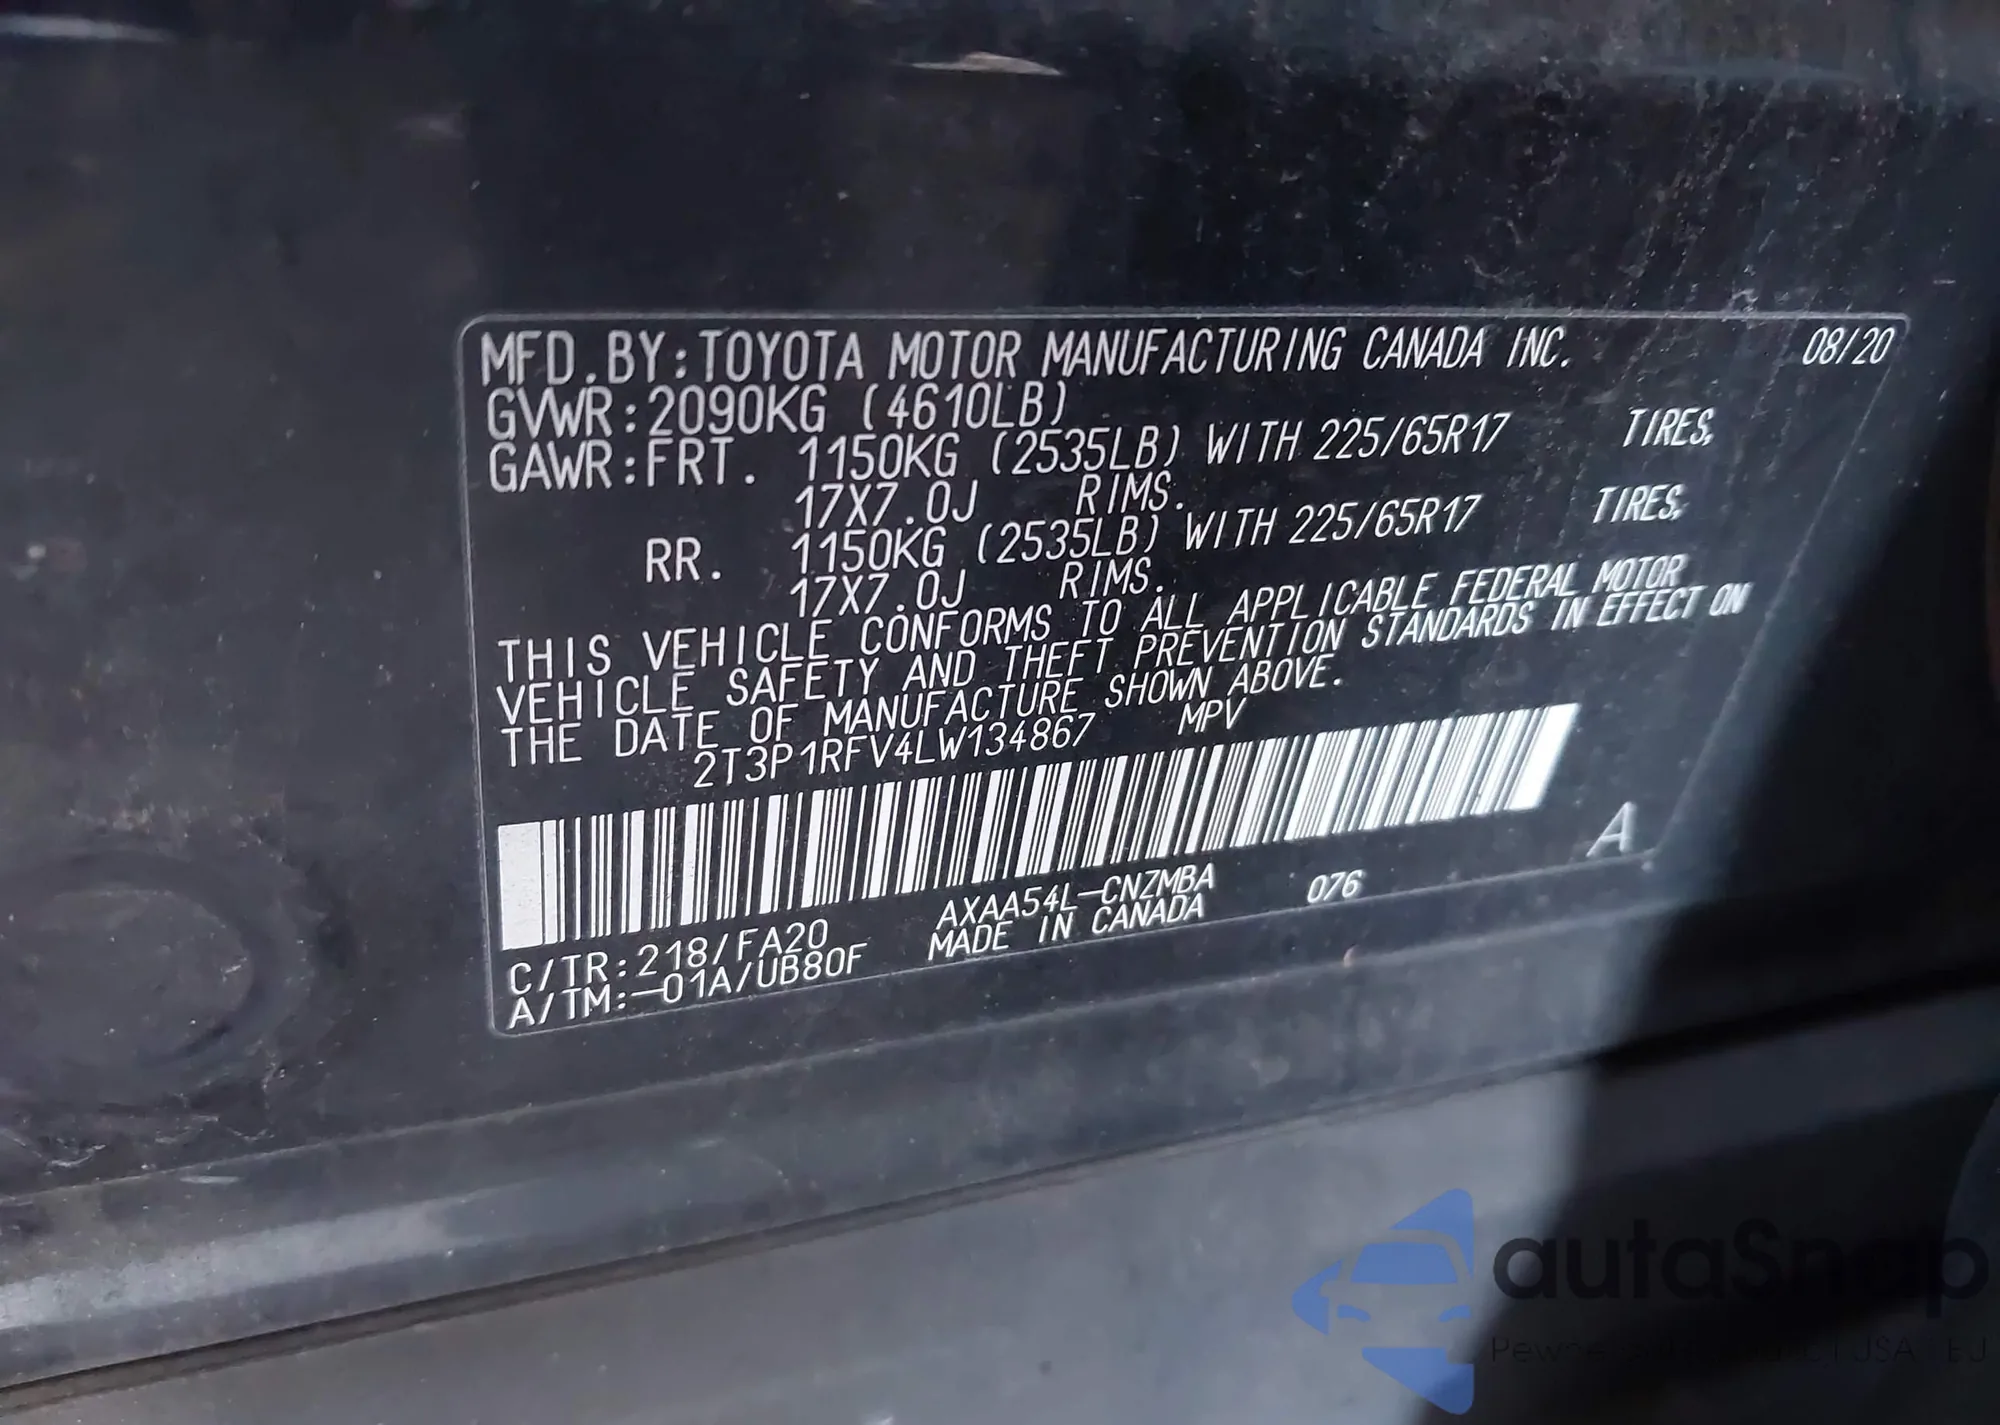 MFD.BY:TOYOTA MOTOR MANUFACTURING CANADA INC. 08/20
GVWR:2090KG (4610LB)
GAWR:FRT. 1150KG (2535LB) WITH 225/65R17 TIRES,
17X7.0J RIMS.
RR. 1150KG (2535LB) WITH 225/65R17 TIRES,
17X7.0J RIMS.
THIS VEHICLE CONFORMS TO ALL APPLICABLE FEDERAL MOTOR
VEHICLE SAFETY AND THEFT PREVENTION STANDARDS IN EFFECT ON
THE DATE OF MANUFACTURE SHOWN ABOVE.
2T3P1RFV4LW134867 MPV
A
C/TR:218/FA20 AXAA54L-CNZMBA 076
A/TM:-01A/UB80F MADE IN CANADA
autaSnap